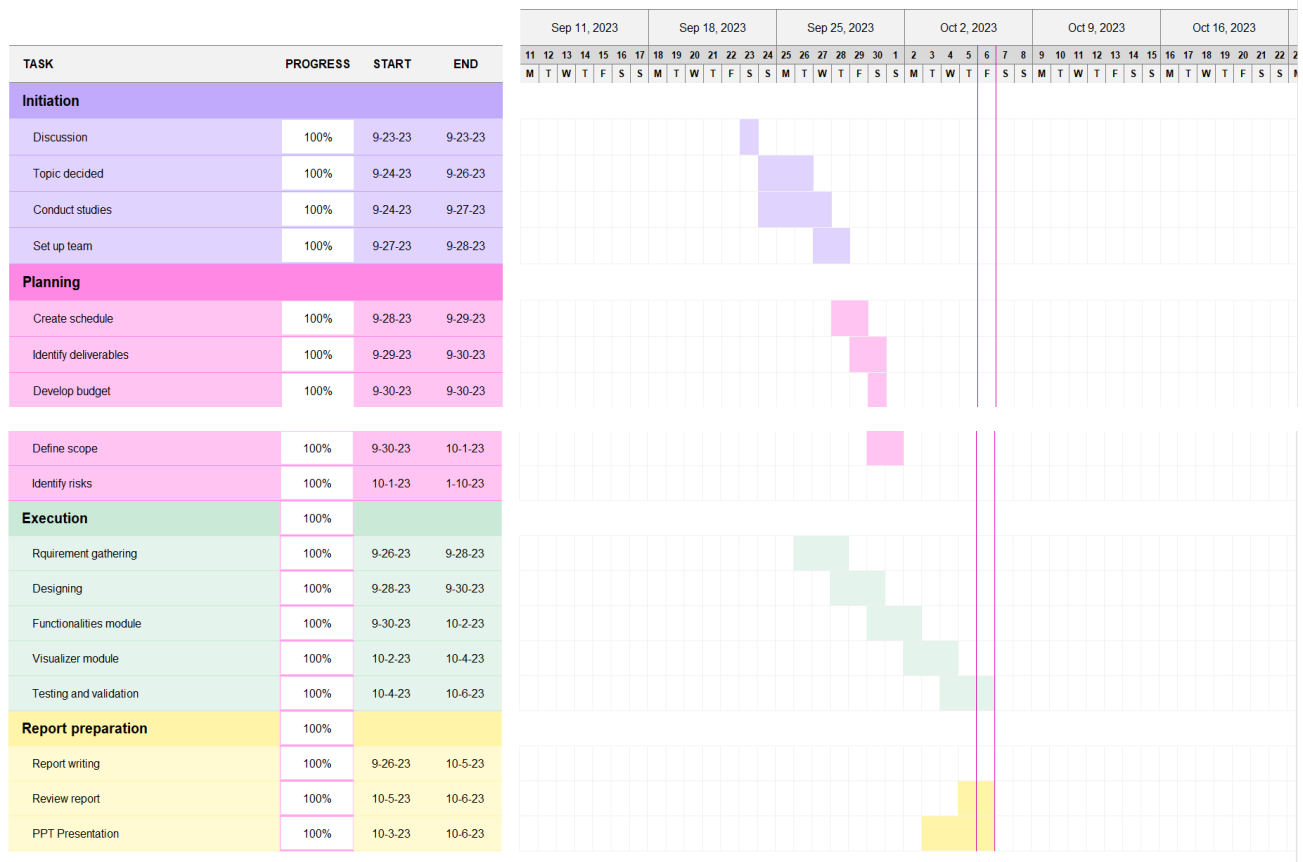 Sep 11, 2023 Sep 18, 2023 Sep 25, 2023 Oct 2, 2023 Oct 9, 2023 Oct 16, 2023
TASK PROGRESS START END 11 12 13 14 15 16 17 18 19 20 21 22 23 24 25 26 27 28 29 30 1 2 3 4 5 6 7 8 9 10 11 12 13 14 15 16 17 18 19 20 21 22
M T W T F S S M T W T F S S M T W T F S S M T W T F S S M T W T F S S M T W T F S S
Initiation
Discussion 100% 9-23-23 9-23-23
Topic decided 100% 9-24-23 9-26-23
Conduct studies 100% 9-24-23 9-27-23
Set up team 100% 9-27-23 9-28-23
Planning
Create schedule 100% 9-28-23 9-29-23
Identify deliverables 100% 9-29-23 9-30-23
Develop budget 100% 9-30-23 9-30-23
Define scope 100% 9-30-23 10-1-23
Identify risks 100% 10-1-23 1-10-23
Execution 100%
Rquirement gathering 100% 9-26-23 9-28-23
Designing 100% 9-28-23 9-30-23
Functionalities module 100% 9-30-23 10-2-23
Visualizer module 100% 10-2-23 10-4-23
Testing and validation 100% 10-4-23 10-6-23
Report preparation 100%
Report writing 100% 9-26-23 10-5-23
Review report 100% 10-5-23 10-6-23
PPT Presentation 100% 10-3-23 10-6-23